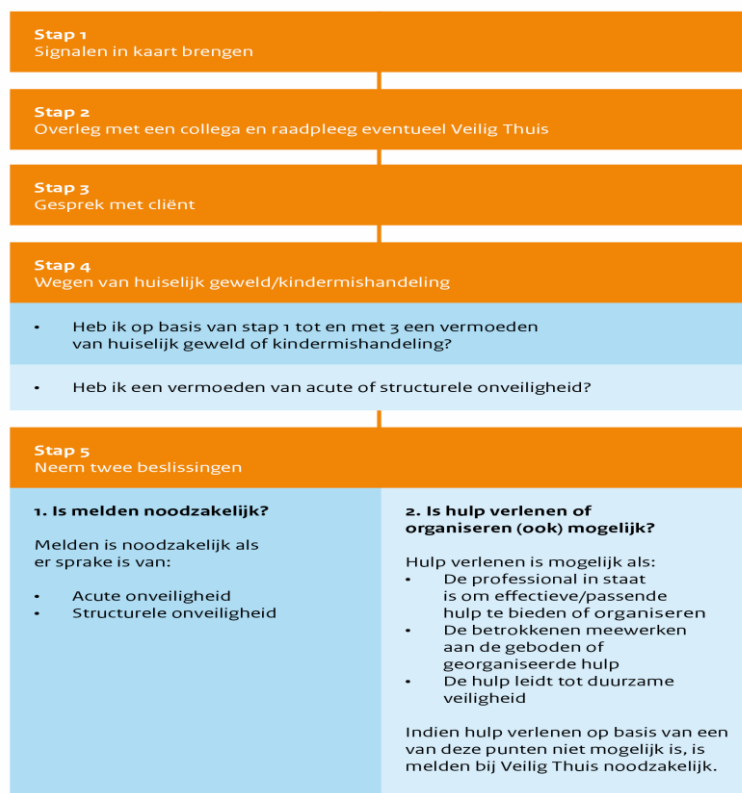 Stap 1
Signalen in kaart brengen
Stap 2
Overleg met een collega en raadpleeg eventueel Veilig Thuis
Stap 3
Gesprek met cliënt
Stap 4
Wegen van huiselijk geweld/kindermishandeling
• Heb ik op basis van stap 1 tot en met 3 een vermoeden
van huiselijk geweld of kindermishandeling?
• Heb ik een vermoeden van acute of structurele onveiligheid?
Stap 5
Neem twee beslissingen
1. Is melden noodzakelijk?
Melden is noodzakelijk als
er sprake is van:
• Acute onveiligheid
• Structurele onveiligheid
2. Is hulp verlenen of
organiseren (ook) mogelijk?
Hulp verlenen is mogelijk als:
• De professional in staat
is om effectieve/passende
hulp te bieden of organiseren
• De betrokkenen meewerken
aan de geboden of
georganiseerde hulp
• De hulp leidt tot duurzame
veiligheid
Indien hulp verlenen op basis van een
van deze punten niet mogelijk is, is
melden bij Veilig Thuis noodzakelijk.